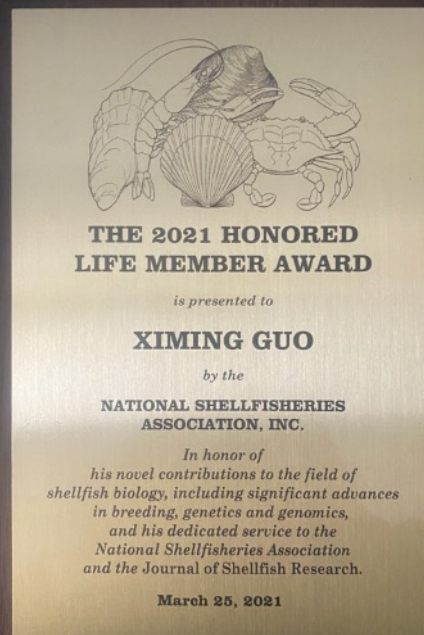 THE 2021 HONORED
LIFE MEMBER AWARD
is presented to
XIMING GUO
by the
NATIONAL SHELLFISHERIES
ASSOCIATION, INC.
In honor of
his novel contributions to the field of
shellfish biology, including significant advances
in breeding, genetics and genomics,
and his dedicated service to the
National Shellfisheries Association
and the Journal of Shellfish Research.
March 25, 2021